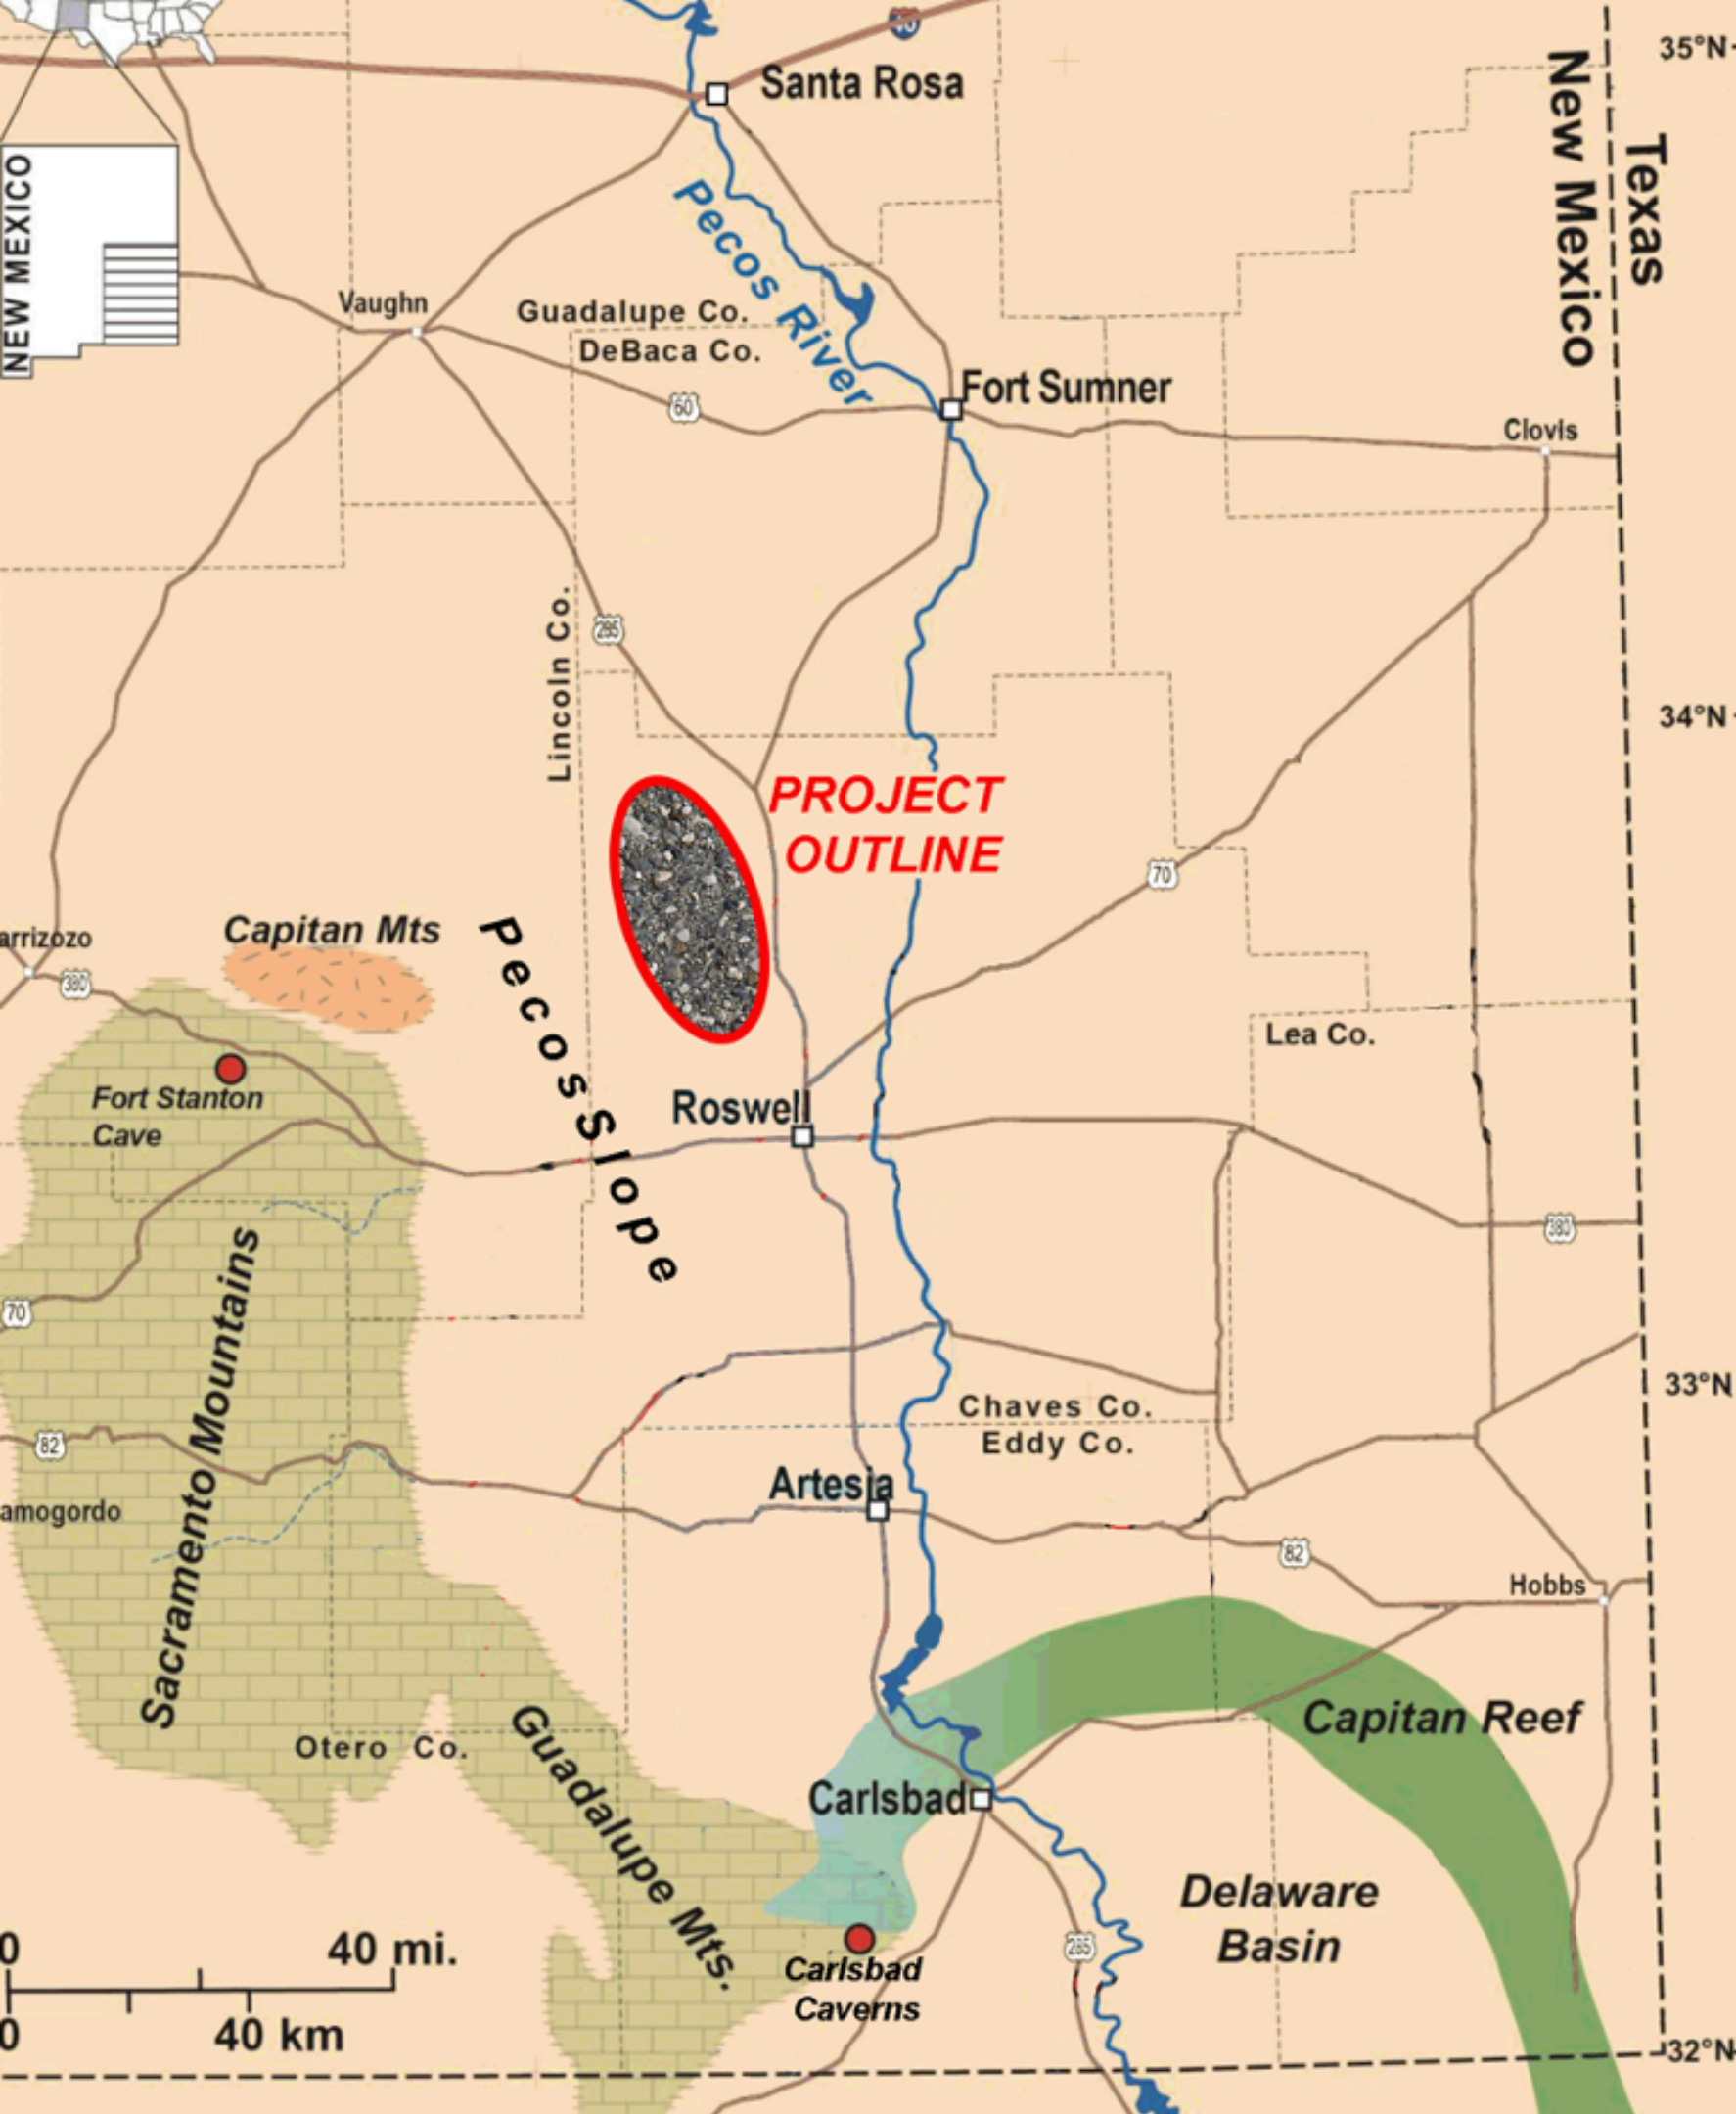 35°N
Santa Rosa
New Mexico
Texas
NEW MEXICO
Pecos River
Vaughn
Guadalupe Co.
DeBaca Co.
Fort Sumner
60
Clovis
Lincoln Co.
285
34°N
PROJECT
OUTLINE
70
Capitan Mts
arrizozo
380
Pecos Slope
Lea Co.
Fort Stanton
Cave
Roswell
380
Sacramento Mountains
70
33°N
Chaves Co.
Eddy Co.
82
Artesia
amogordo
82
Hobbs
Capitan Reef
Otero Co.
Guadalupe Mts.
Carlsbad
Delaware
Basin
285
0 40 mi.
Carlsbad
Caverns
0 40 km
32°N